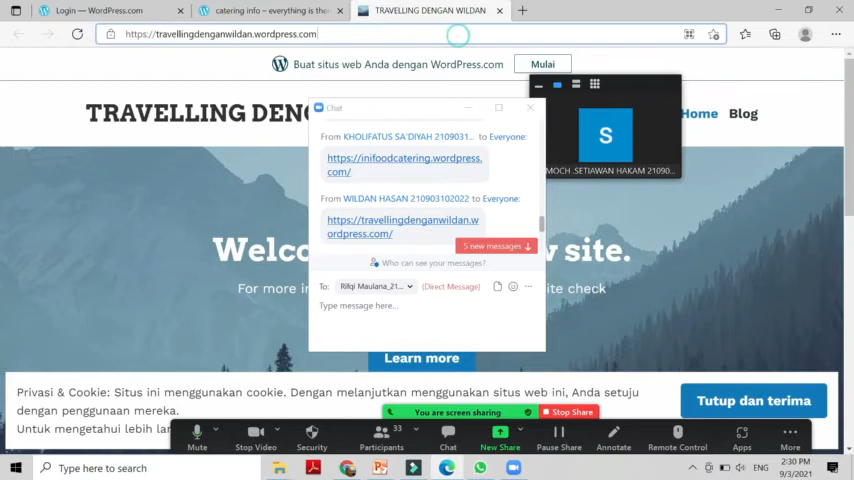 Login — WordPress.com
catering info – everything is ther
TRAVELLING DENGAN WILDAN
https://travellingdenganwildan.wordpress.com
Buat situs web Anda dengan WordPress.com
Mulai
TRAVELLING DENG
Home
Blog
Chat
From KHOLIFATUS SA'DIYAH 2109031... to Everyone:
https://inifoodcatering.wordpress.
com/
From WILDAN HASAN 210903102022 to Everyone:
https://travellingdenganwildan.w
ordpress.com/
5 new messages
Who can see your messages?
To: Rifqi Maulana_21... (Direct Message)
Type message here...
S
MOCH .SETIAWAN HAKAM 21090...
Welco
w site.
For more in
site check
Learn more
Privasi & Cookie: Situs ini menggunakan cookie. Dengan melanjutkan menggunakan situs web ini, Anda setuju
dengan penggunaan mereka.
Untuk mengetahui lebih lan
Tutup dan terima
You are screen sharing
Stop Share
33
Mute
Stop Video
Security
Participants
Chat
New Share
Pause Share
Annotate
Remote Control
Apps
More
Type here to search
ENG
2:30 PM
9/3/2021